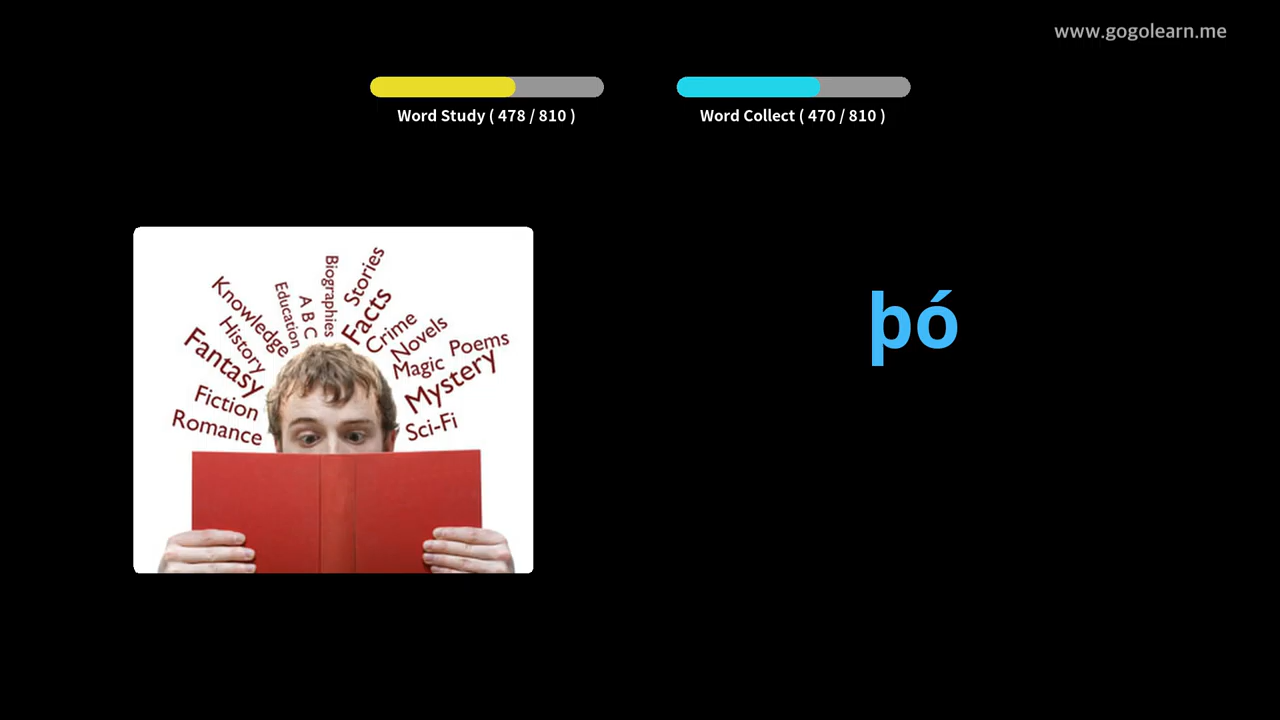 www.gogolearn.me
Word Study ( 478 / 810 )
Word Collect ( 470 / 810 )
Biographies
Stories
Education
A B C
Facts
Knowledge
Crime
History
Novels
Fantasy
Magic
Poems
Mystery
Fiction
Romance
Sci-Fi
þó